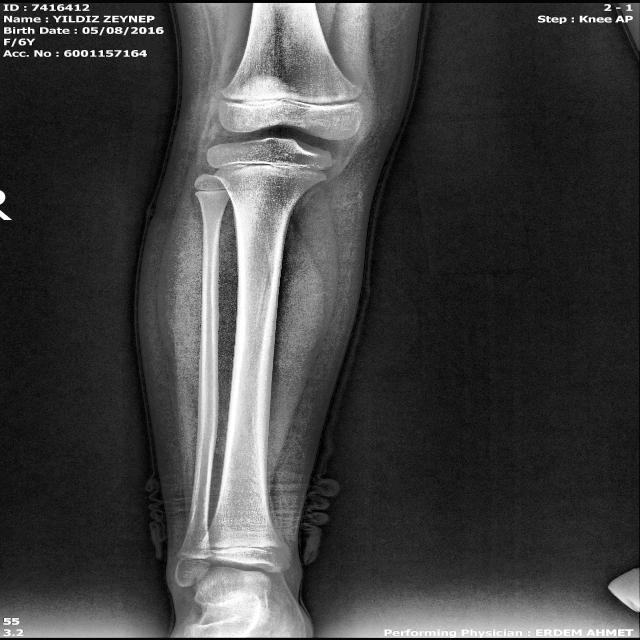 ID : 7416412
Name : YILDIZ ZEYNEP
Birth Date : 05/08/2016
F/6Y
Acc. No : 6001157164
2 - 1
Step : Knee AP
R
55
3.2
Performing Physician : ERDEM AHMET